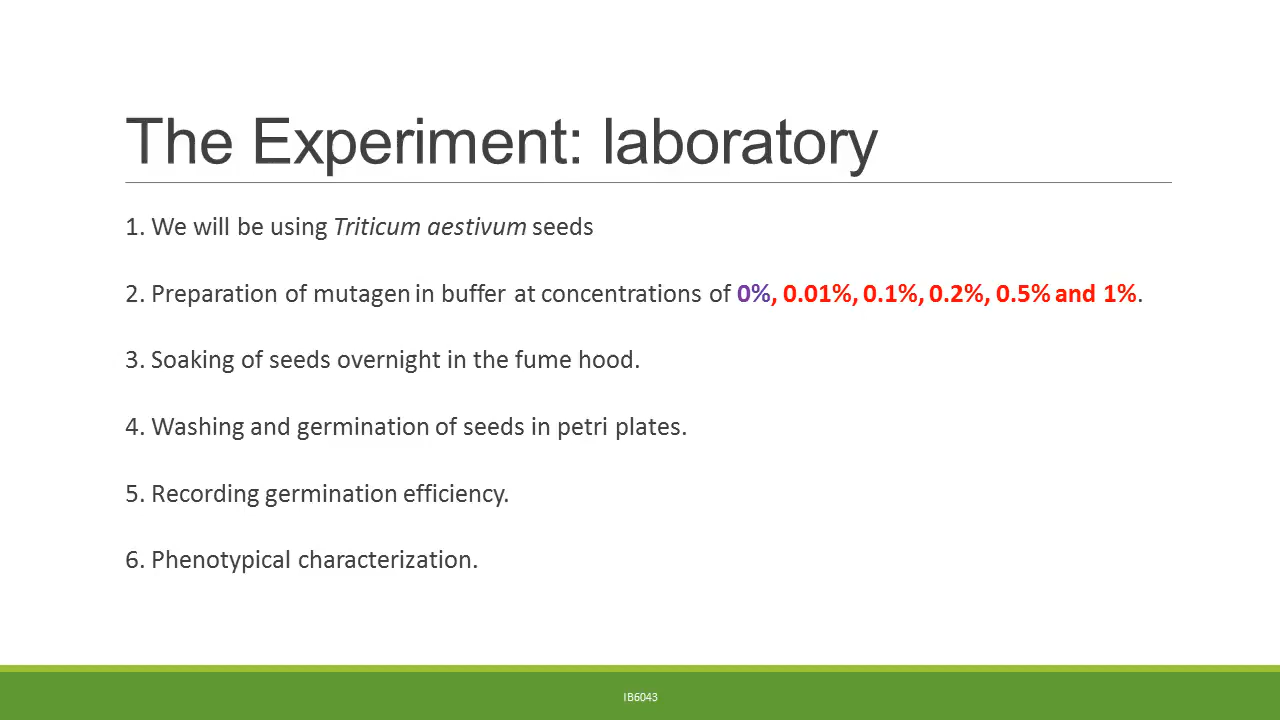 The Experiment: laboratory
1. We will be using Triticum aestivum seeds
2. Preparation of mutagen in buffer at concentrations of 0%, 0.01%, 0.1%, 0.2%, 0.5% and 1%.
3. Soaking of seeds overnight in the fume hood.
4. Washing and germination of seeds in petri plates.
5. Recording germination efficiency.
6. Phenotypical characterization.
IB6043